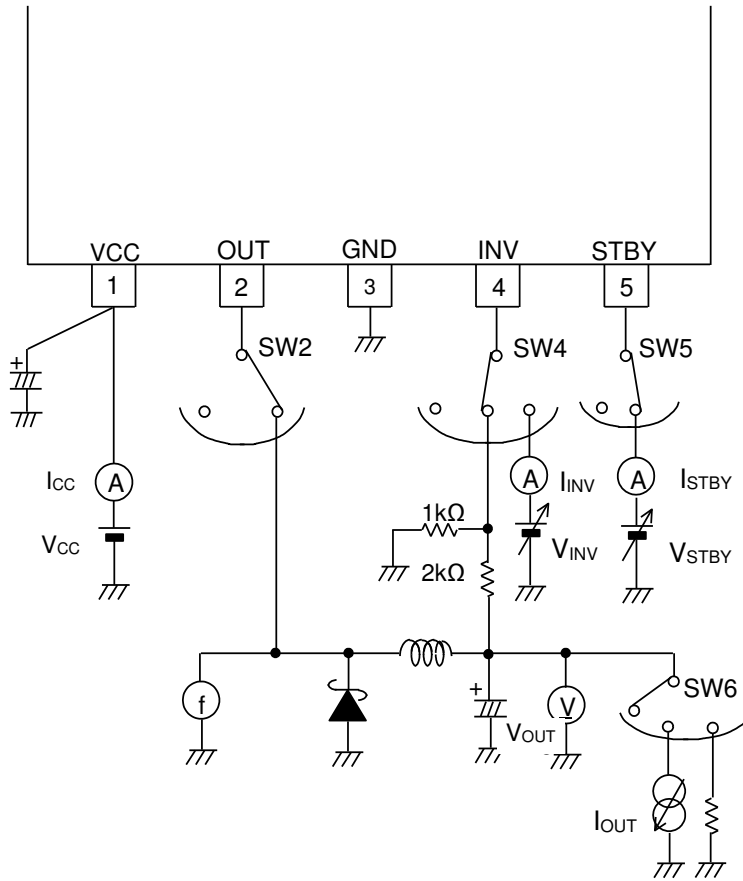 VCC OUT GND INV STBY
1 2 3 4 5
SW2 SW4 SW5
+
ICC A
A IINV
A ISTBY
1kΩ
VCC
VINV
VSTBY
2kΩ
SW6
f
+
VOUT
V
IOUT